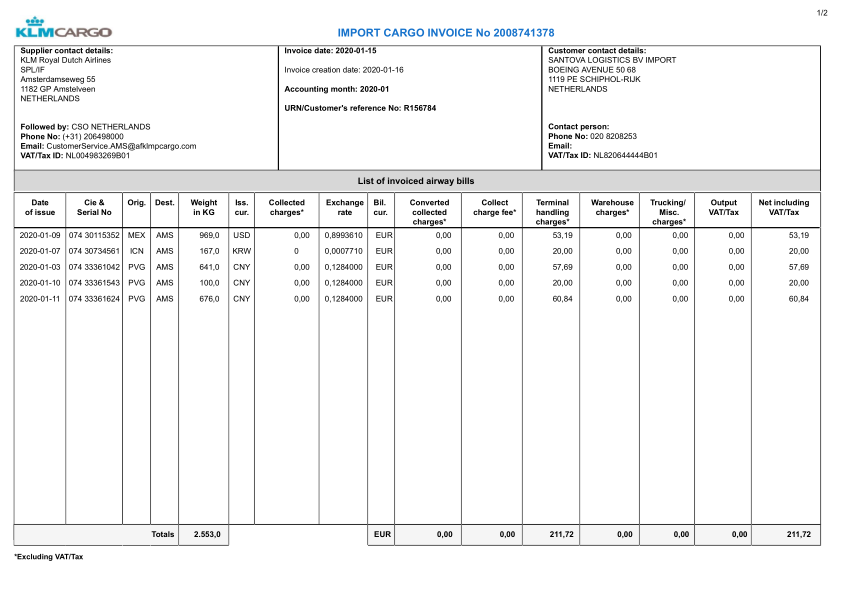 1/2
KLMCARGO
IMPORT CARGO INVOICE No 2008741378
Supplier contact details:
KLM Royal Dutch Airlines
SPL/IF
Amsterdamseweg 55
1182 GP Amstelveen
NETHERLANDS
Followed by: CSO NETHERLANDS
Phone No: (+31) 206498000
Email: CustomerService.AMS@afklmpcargo.com
VAT/Tax ID: NL004983269B01
Invoice date: 2020-01-15
Invoice creation date: 2020-01-16
Accounting month: 2020-01
URN/Customer's reference No: R156784
Customer contact details:
SANTOVA LOGISTICS BV IMPORT
BOEING AVENUE 50 68
1119 PE SCHIPHOL-RIJK
NETHERLANDS
Contact person:
Phone No: 020 8208253
Email:
VAT/Tax ID: NL820644444B01
List of invoiced airway bills
Date of issue Cie & Serial No Orig. Dest. Weight in KG Iss. cur. Collected charges* Exchange rate Bil. cur. Converted collected charges* Collect charge fee* Terminal handling charges* Warehouse charges* Trucking/ Misc. charges* Output VAT/Tax Net including VAT/Tax
2020-01-09 074 30115352 MEX AMS 969,0 USD 0,00 0,8993610 EUR 0,00 0,00 53,19 0,00 0,00 0,00 53,19
2020-01-07 074 30734561 ICN AMS 167,0 KRW 0 0,0007710 EUR 0,00 0,00 20,00 0,00 0,00 0,00 20,00
2020-01-03 074 33361042 PVG AMS 641,0 CNY 0,00 0,1284000 EUR 0,00 0,00 57,69 0,00 0,00 0,00 57,69
2020-01-10 074 33361543 PVG AMS 100,0 CNY 0,00 0,1284000 EUR 0,00 0,00 20,00 0,00 0,00 0,00 20,00
2020-01-11 074 33361624 PVG AMS 676,0 CNY 0,00 0,1284000 EUR 0,00 0,00 60,84 0,00 0,00 0,00 60,84
Totals 2.553,0 EUR 0,00 0,00 211,72 0,00 0,00 0,00 211,72
*Excluding VAT/Tax